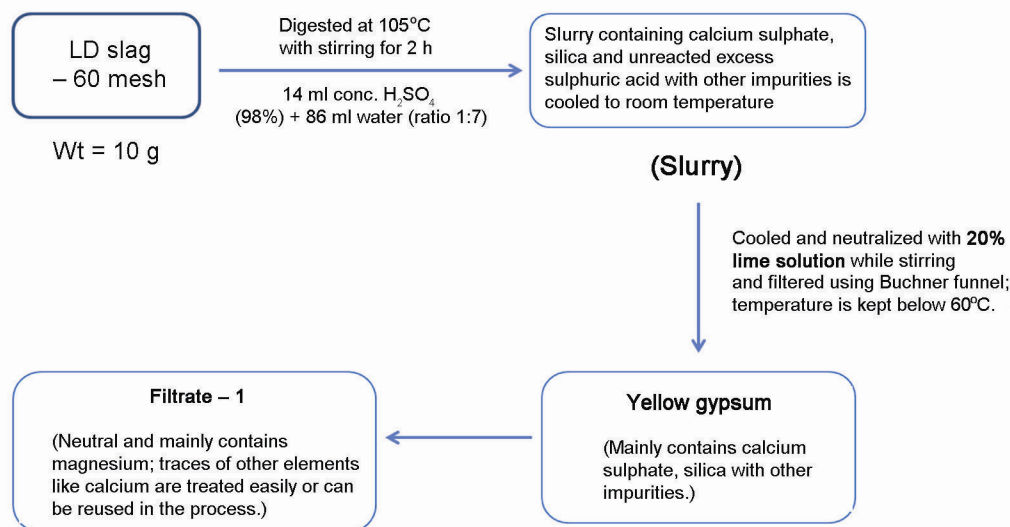 LD slag
– 60 mesh
Wt = 10 g
Digested at 105°C
with stirring for 2 h
14 ml conc. H₂SO₄
(98%) + 86 ml water (ratio 1:7)
Slurry containing calcium sulphate,
silica and unreacted excess
sulphuric acid with other impurities is
cooled to room temperature
(Slurry)
Cooled and neutralized with 20%
lime solution while stirring
and filtered using Buchner funnel;
temperature is kept below 60°C.
Yellow gypsum
(Mainly contains calcium
sulphate, silica with other
impurities.)
Filtrate – 1
(Neutral and mainly contains
magnesium; traces of other elements
like calcium are treated easily or can
be reused in the process.)